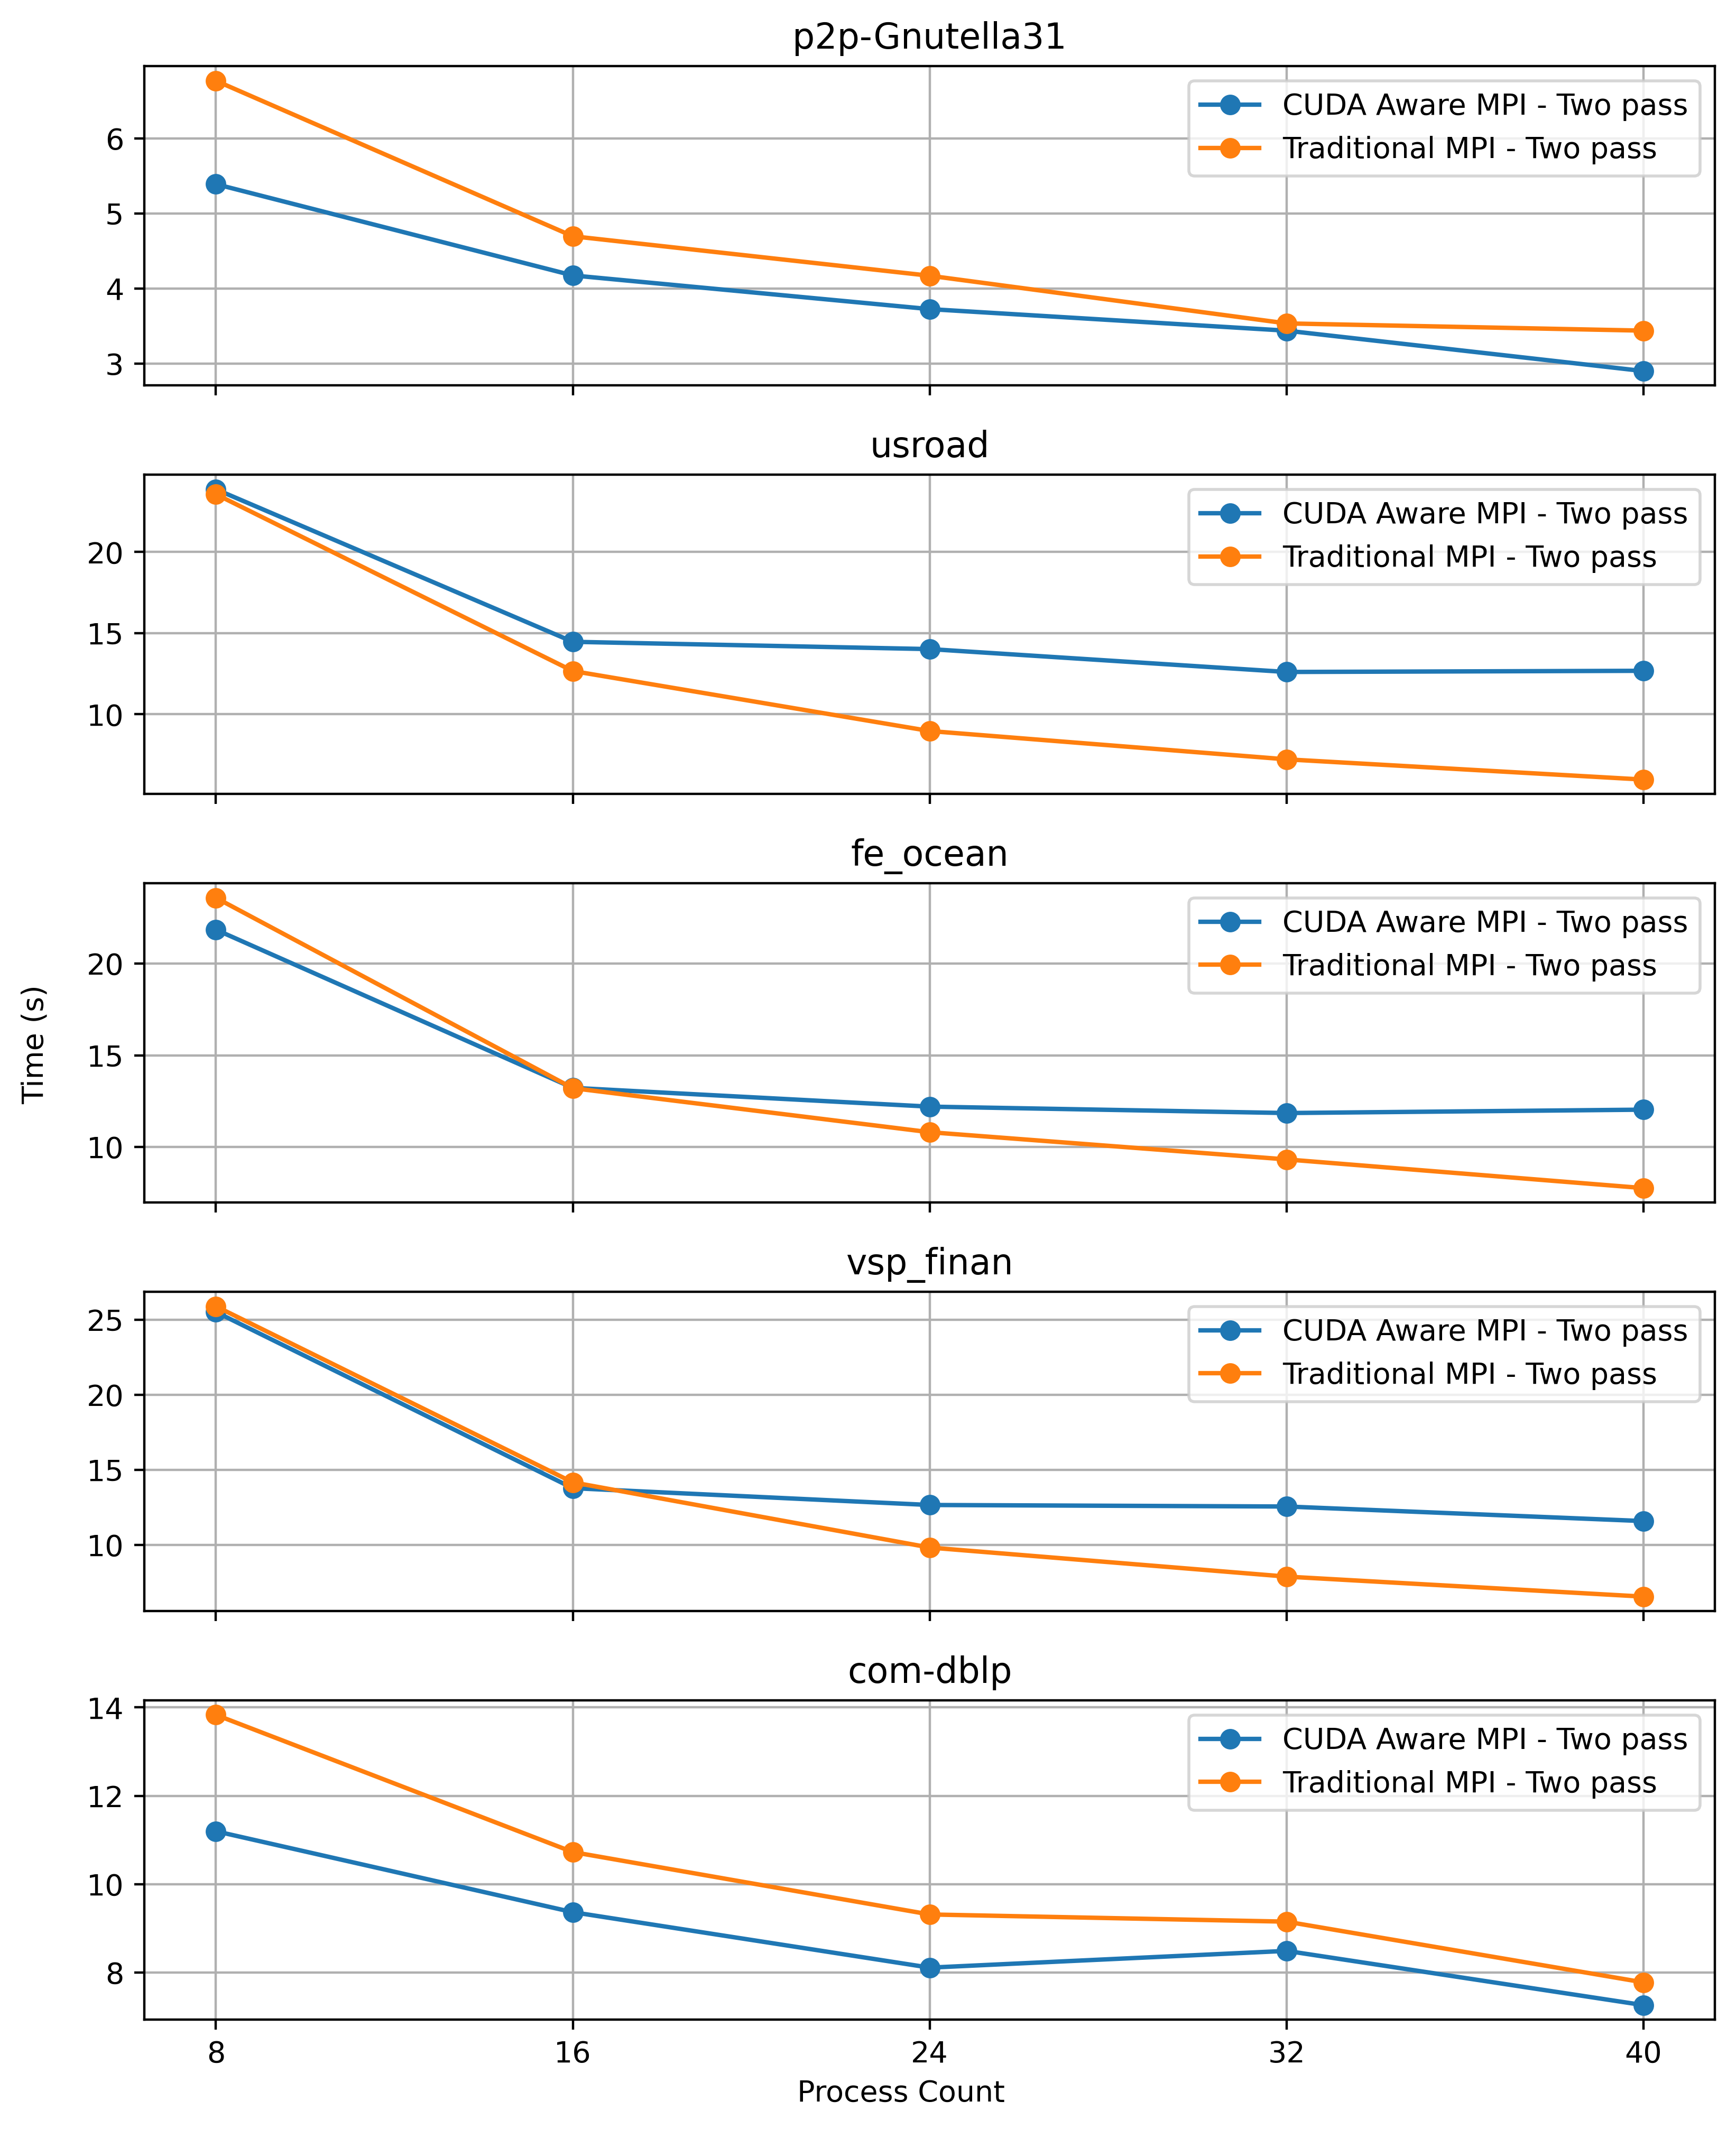 p2p-Gnutella31
6
5
4
3
CUDA Aware MPI - Two pass
Traditional MPI - Two pass
usroad
20
15
10
CUDA Aware MPI - Two pass
Traditional MPI - Two pass
fe_ocean
20
15
10
CUDA Aware MPI - Two pass
Traditional MPI - Two pass
Time (s)
vsp_finan
25
20
15
10
CUDA Aware MPI - Two pass
Traditional MPI - Two pass
com-dblp
14
12
10
8
CUDA Aware MPI - Two pass
Traditional MPI - Two pass
8 16 24 32 40
Process Count